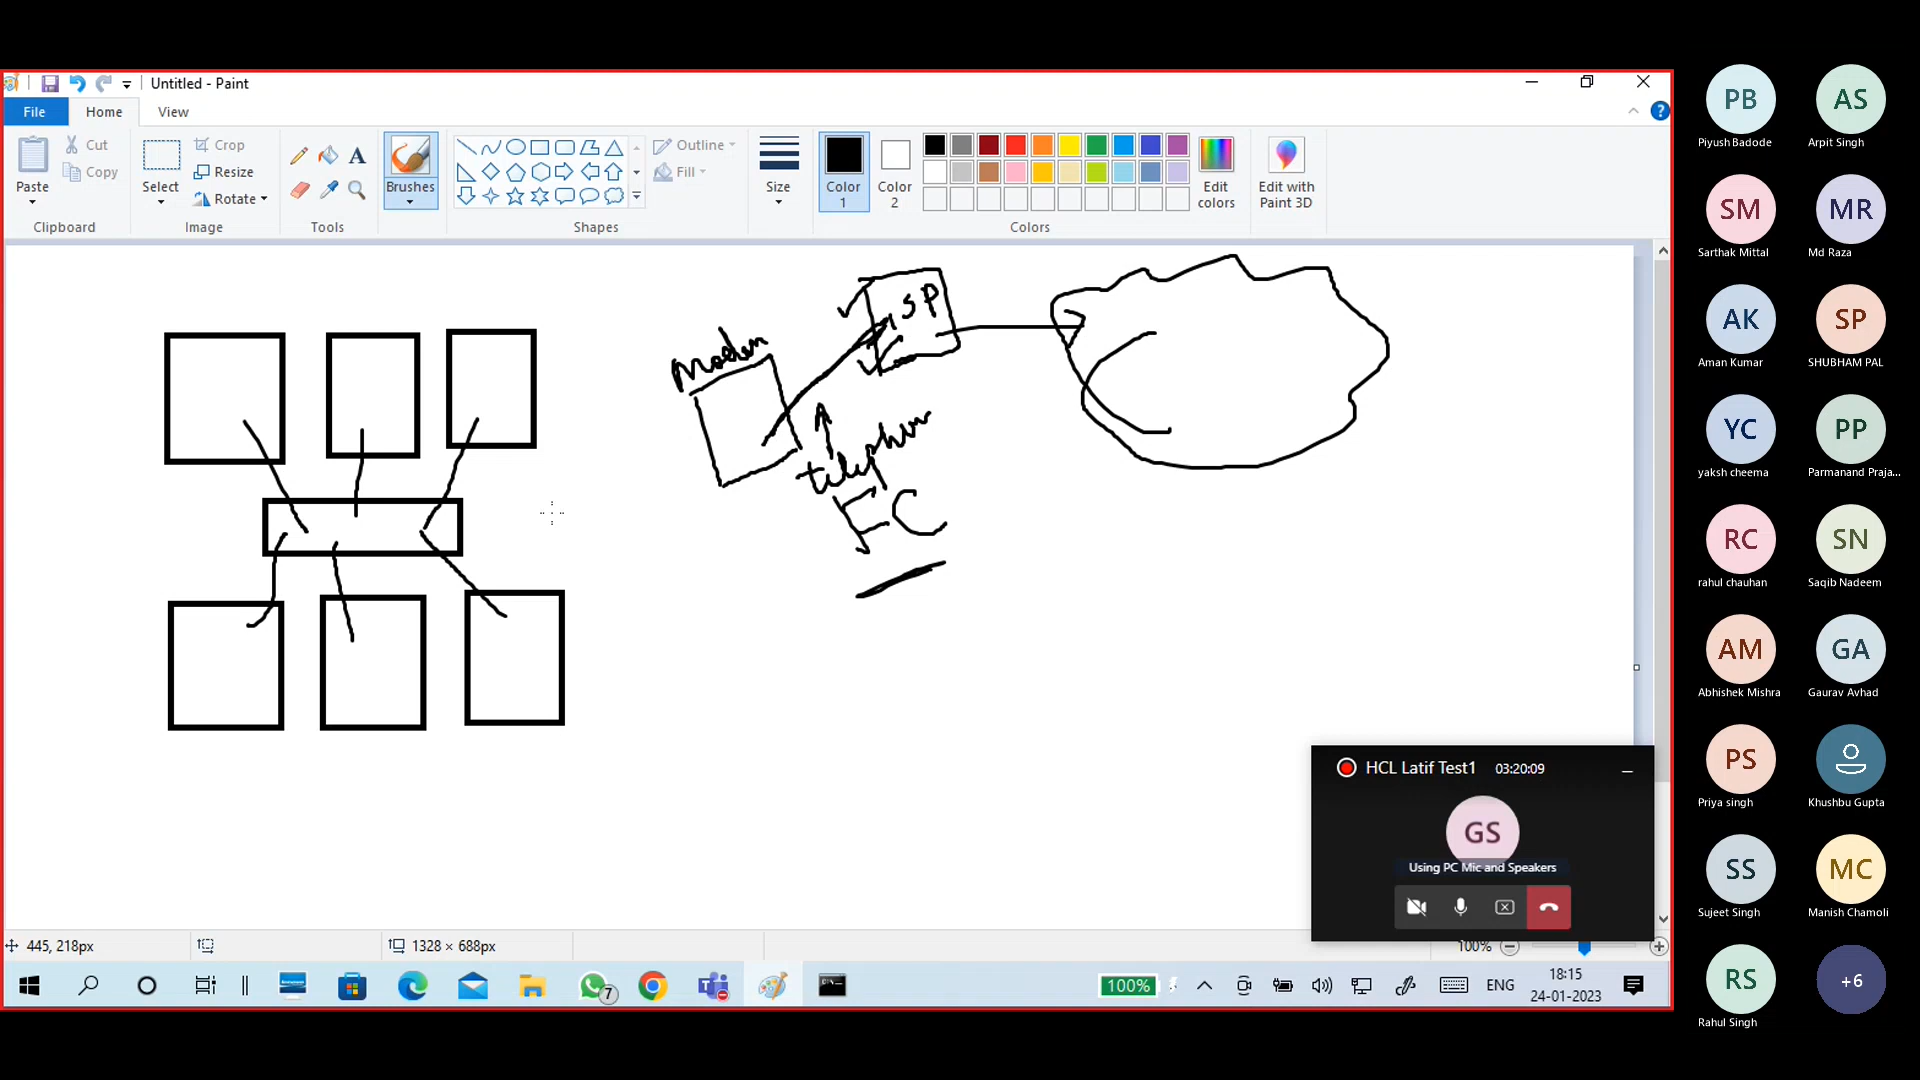 Untitled - Paint
File
Home
View
Paste
Cut
Copy
Clipboard
Select
Crop
Resize
Rotate
Image
A
Tools
Brushes
Shapes
Outline
Fill
Size
Color
1
Color
2
Colors
Edit
colors
Edit with
Paint 3D
Modem
ISP
FC
HCL Latif Test1
03:20:09
GS
Using PC Mic and Speakers
445, 218px
1328 × 688px
100%
7
100%
ENG
18:15
24-01-2023
PB
Piyush Badode
AS
Arpit Singh
SM
Sarthak Mittal
MR
Md Raza
AK
Aman Kumar
SP
SHUBHAM PAL
YC
yaksh cheema
PP
Parmanand Praja...
RC
rahul chauhan
SN
Saqib Nadeem
AM
Abhishek Mishra
GA
Gaurav Avhad
PS
Priya singh
Khushbu Gupta
SS
Sujeet Singh
MC
Manish Chamoli
RS
Rahul Singh
+6